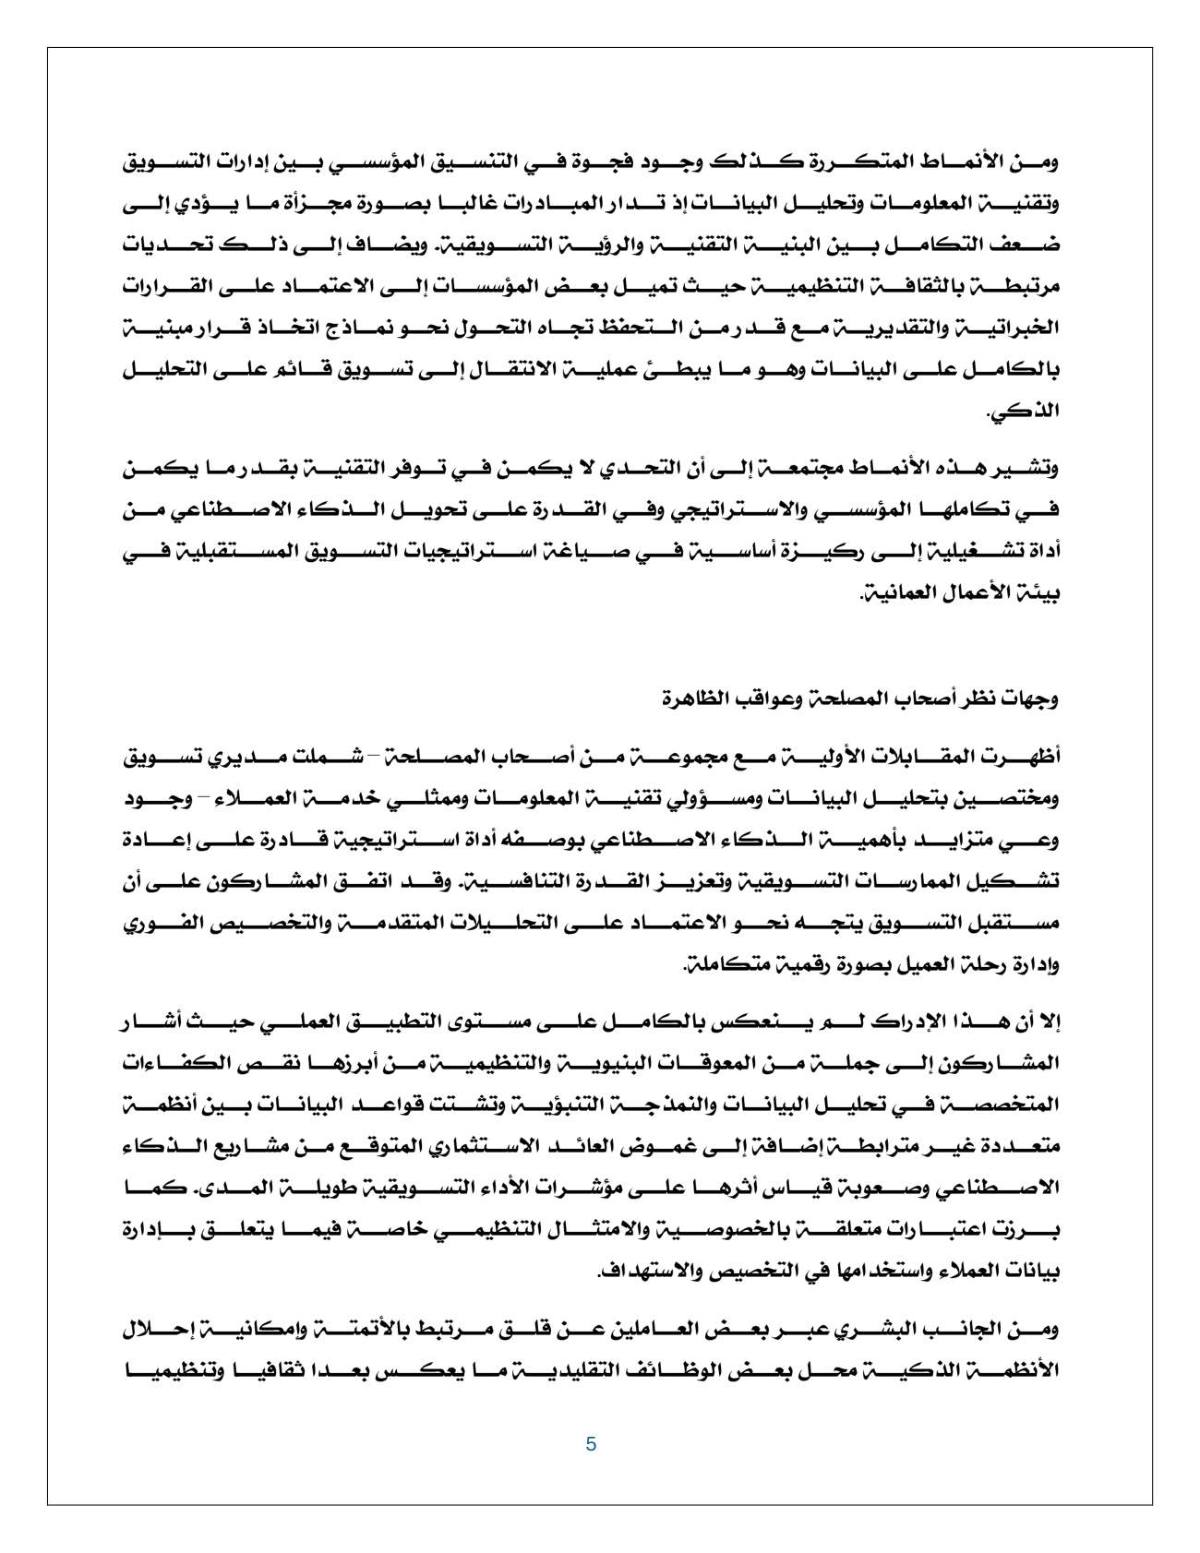 ومن الأنماط المتكررة كذلك وجود فجوة في التنسيق المؤسسي بين إدارات التسويق
وتقنية المعلومات وتحليل البيانات إذ تدار المبادرات غالبا بصورة مجزأة ما يؤدي إلى
ضعف التكامل بين البنية التقنية والرؤية التسويقية. ويضاف إلى ذلك تحديات
مرتبطة بالثقافة التنظيمية حيث تميل بعض المؤسسات إلى الاعتماد على القرارات
الخبراتية والتقديرية مع قدر من التحفظ تجاه التحول نحو نماذج اتخاذ قرار مبنية
بالكامل على البيانات وهو ما يبطئ عملية الانتقال إلى تسويق قائم على التحليل
الذكي.
وتشير هذه الأنماط مجتمعة إلى أن التحدي لا يكمن في توفر التقنية بقدر ما يكمن
في تكاملها المؤسسي والاستراتيجي وفي القدرة على تحويل الذكاء الاصطناعي من
أداة تشغيلية إلى ركيزة أساسية في صياغة استراتيجيات التسويق المستقبلية في
بيئة الأعمال العمانية.
وجهات نظر أصحاب المصلحة وعواقب الظاهرة
أظهرت المقابلات الأولية مع مجموعة من أصحاب المصلحة – شملت مديري تسويق
ومختصين بتحليل البيانات ومسؤولي تقنية المعلومات وممثلي خدمة العملاء – وجود
وعي متزايد بأهمية الذكاء الاصطناعي بوصفه أداة استراتيجية قادرة على إعادة
تشكيل الممارسات التسويقية وتعزيز القدرة التنافسية. وقد اتفق المشاركون على أن
مستقبل التسويق يتجه نحو الاعتماد على التحليلات المتقدمة والتخصيص الفوري
وإدارة رحلة العميل بصورة رقمية متكاملة.
إلا أن هذا الإدراك لم ينعكس بالكامل على مستوى التطبيق العملي حيث أشار
المشاركون إلى جملة من المعوقات البنيوية والتنظيمية من أبرزها نقص الكفاءات
المتخصصة في تحليل البيانات والنمذجة التنبؤية وتشتت قواعد البيانات بين أنظمة
متعددة غير مترابطة إضافة إلى غموض العائد الاستثماري المتوقع من مشاريع الذكاء
الاصطناعي وصعوبة قياس أثرها على مؤشرات الأداء التسويقية طويلة المدى. كما
برزت اعتبارات متعلقة بالخصوصية والامتثال التنظيمي خاصة فيما يتعلق بإدارة
بيانات العملاء واستخدامها في التخصيص والاستهداف.
ومن الجانب البشري عبر بعض العاملين عن قلق مرتبط بالأتمتة وإمكانية إحلال
الأنظمة الذكية محل بعض الوظائف التقليدية ما يعكس بعدا ثقافيا وتنظيميا
5